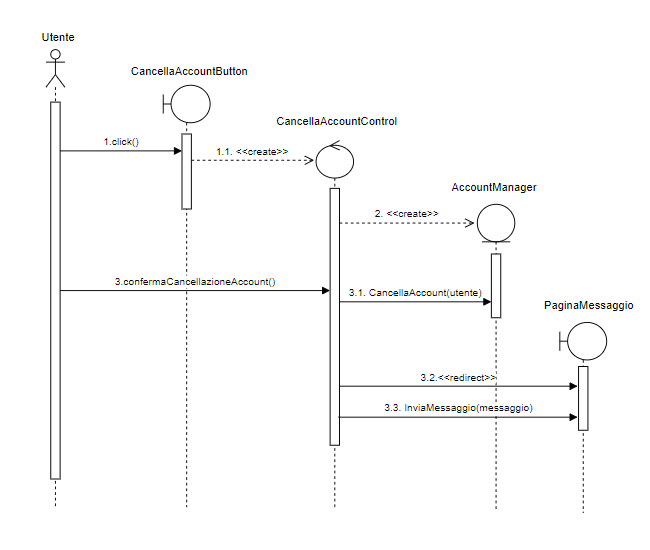 Utente
CancellaAccountButton
CancellaAccountControl
1.click()
1.1. <<create>>
AccountManager
2. <<create>>
3.confermaCancellazioneAccount()
3.1. CancellaAccount(utente)
PaginaMessaggio
3.2.<<redirect>>
3.3. InviaMessaggio(messaggio)